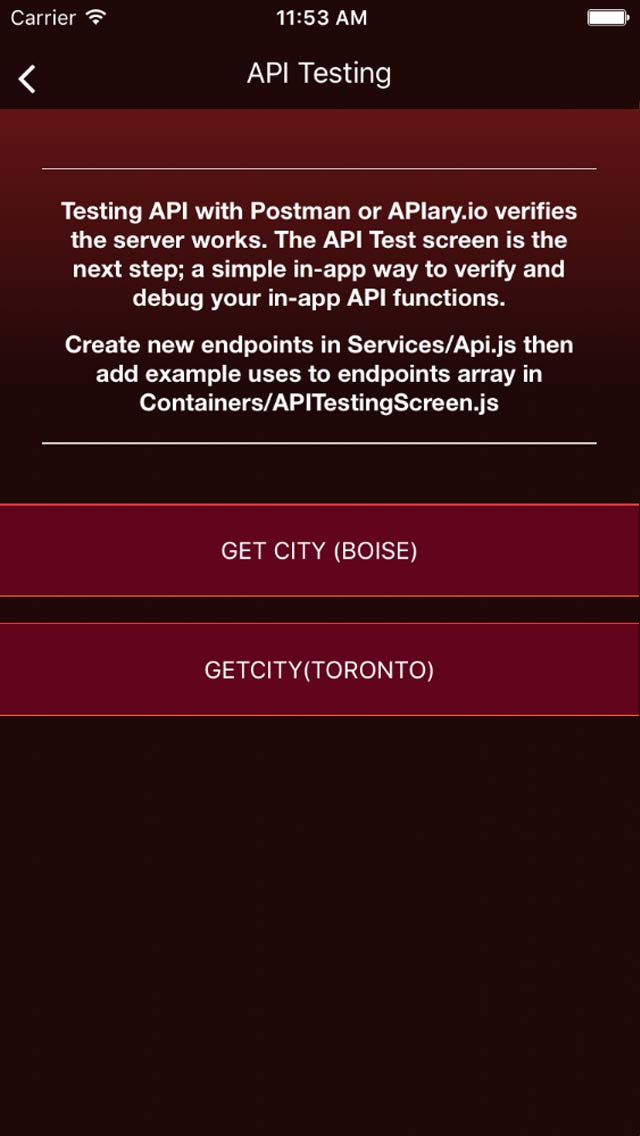 Carrier 11:53 AM
API Testing
Testing API with Postman or APIary.io verifies
the server works. The API Test screen is the
next step; a simple in-app way to verify and
debug your in-app API functions.
Create new endpoints in Services/Api.js then
add example uses to endpoints array in
Containers/APITestingScreen.js
GET CITY (BOISE)
GETCITY(TORONTO)